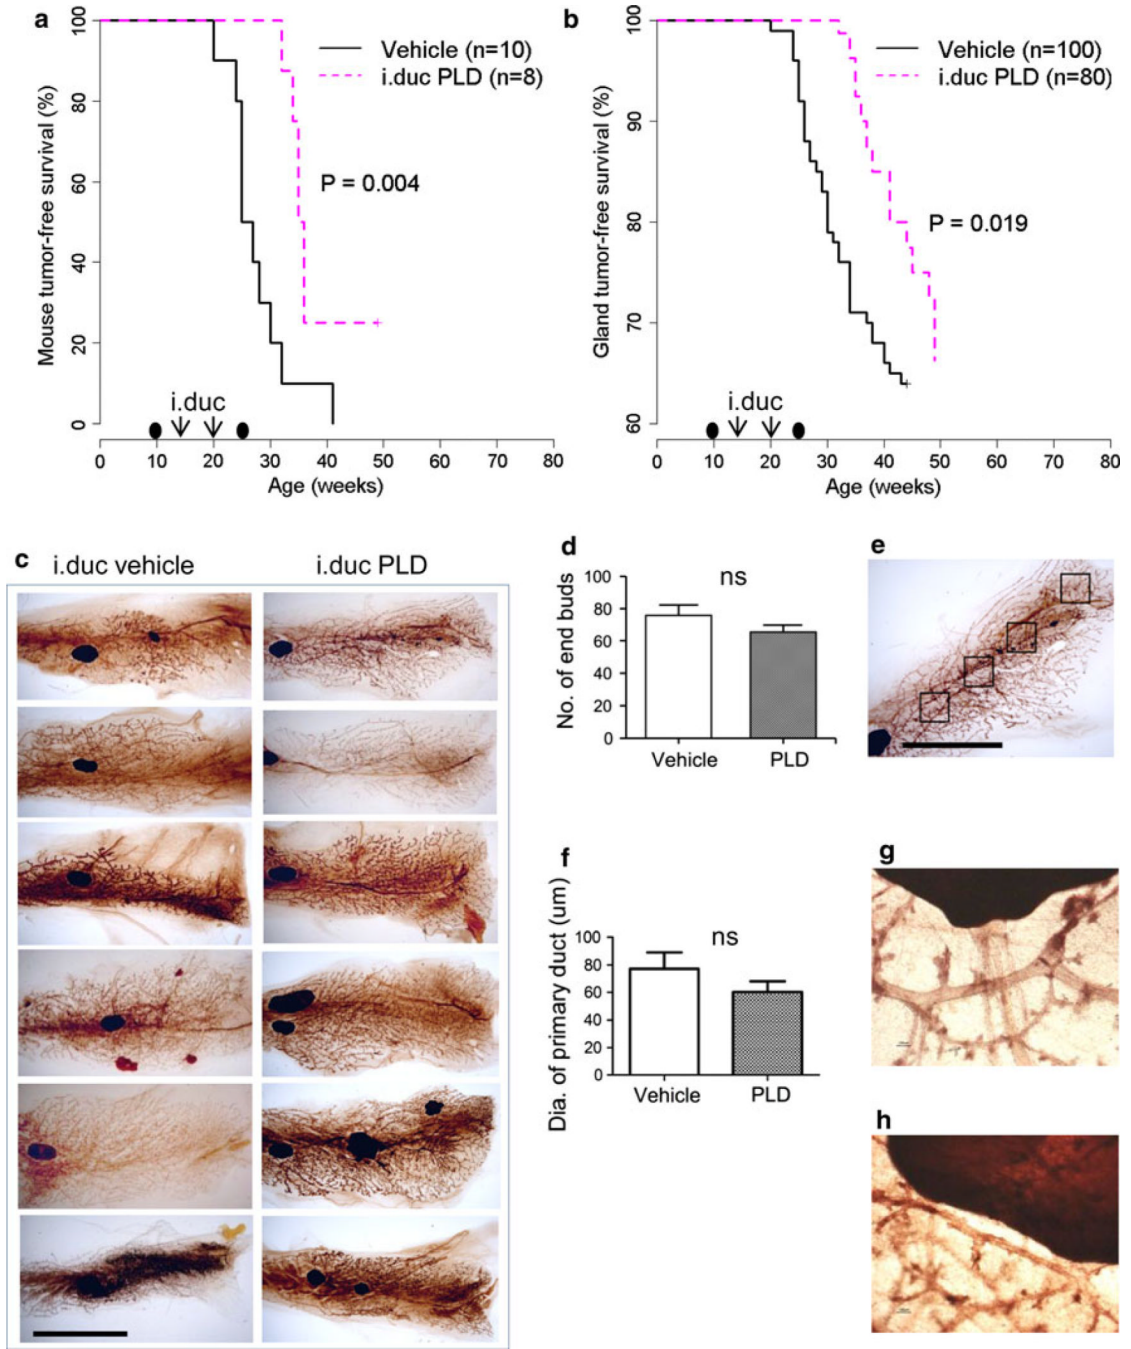 a
Mouse tumor-free survival (%)
100
80
60
40
20
0
Vehicle (n=10)
i.duc PLD (n=8)
P = 0.004
i.duc
0 10 20 30 40 50 60 70 80
Age (weeks)
b
Gland tumor-free survival (%)
100
90
80
70
60
Vehicle (n=100)
i.duc PLD (n=80)
P = 0.019
i.duc
0 10 20 30 40 50 60 70 80
Age (weeks)
c
i.duc vehicle i.duc PLD
d
No. of end buds
100
80
60
40
20
0
ns
Vehicle PLD
e
f
Dia. of primary duct (um)
100
80
60
40
20
0
ns
Vehicle PLD
g
h